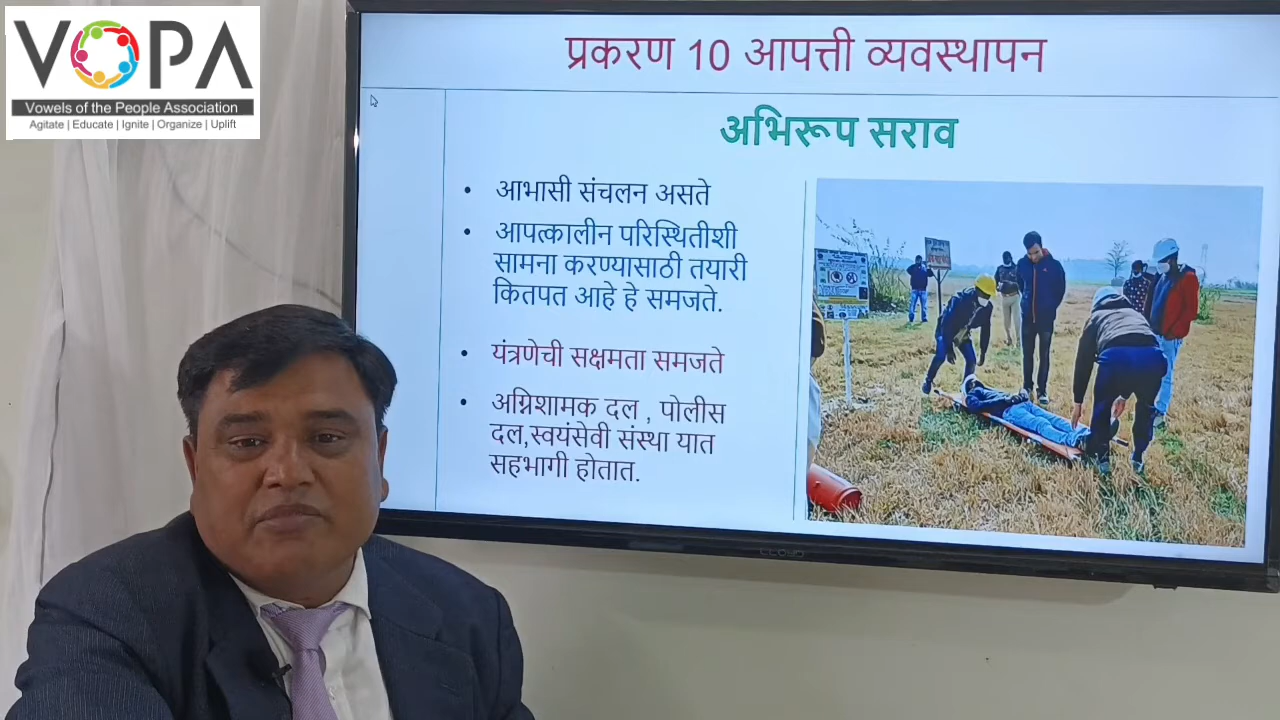 VOPA
Vowels of the People Association
Agitate | Educate | Ignite | Organize | Uplift
प्रकरण 10 आपत्ती व्यवस्थापन
अभिरूप सराव
• आभासी संचलन असते
• आपत्कालीन परिस्थितीशी
सामना करण्यासाठी तयारी
कितपत आहे हे समजते.
• यंत्रणेची सक्षमता समजते
• अग्निशामक दल , पोलीस
दल,स्वयंसेवी संस्था यात
सहभागी होतात.